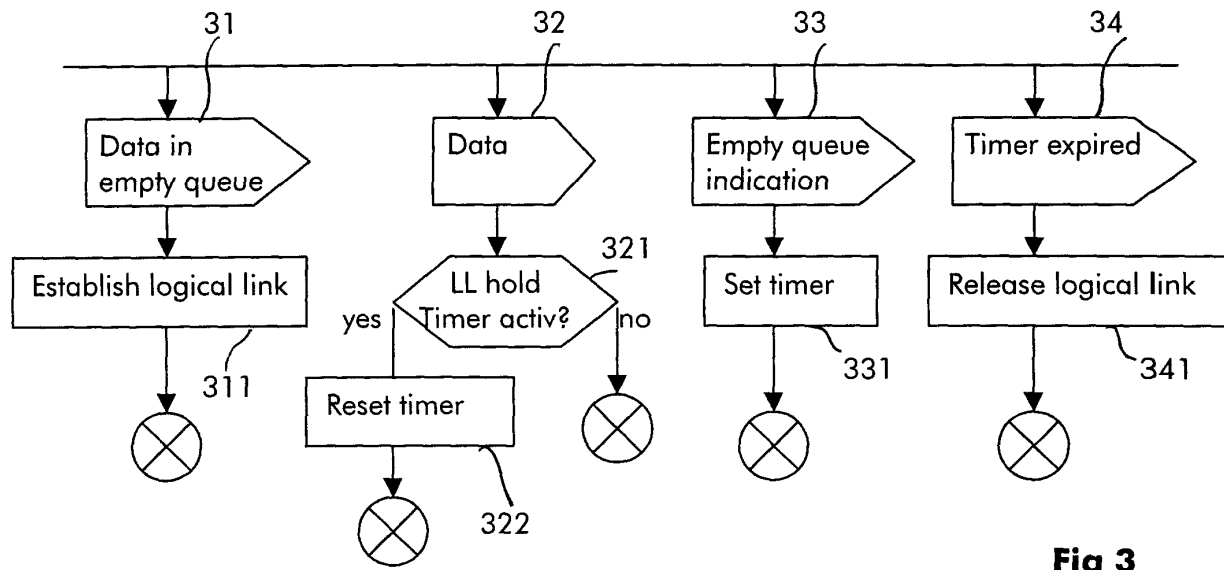 31
32
33
34
Data in
empty queue
Data
Empty queue
indication
Timer expired
Establish logical link
LL hold
Timer activ?
321
Set timer
Release logical link
yes
no
311
331
341
Reset timer
322
Fig 3